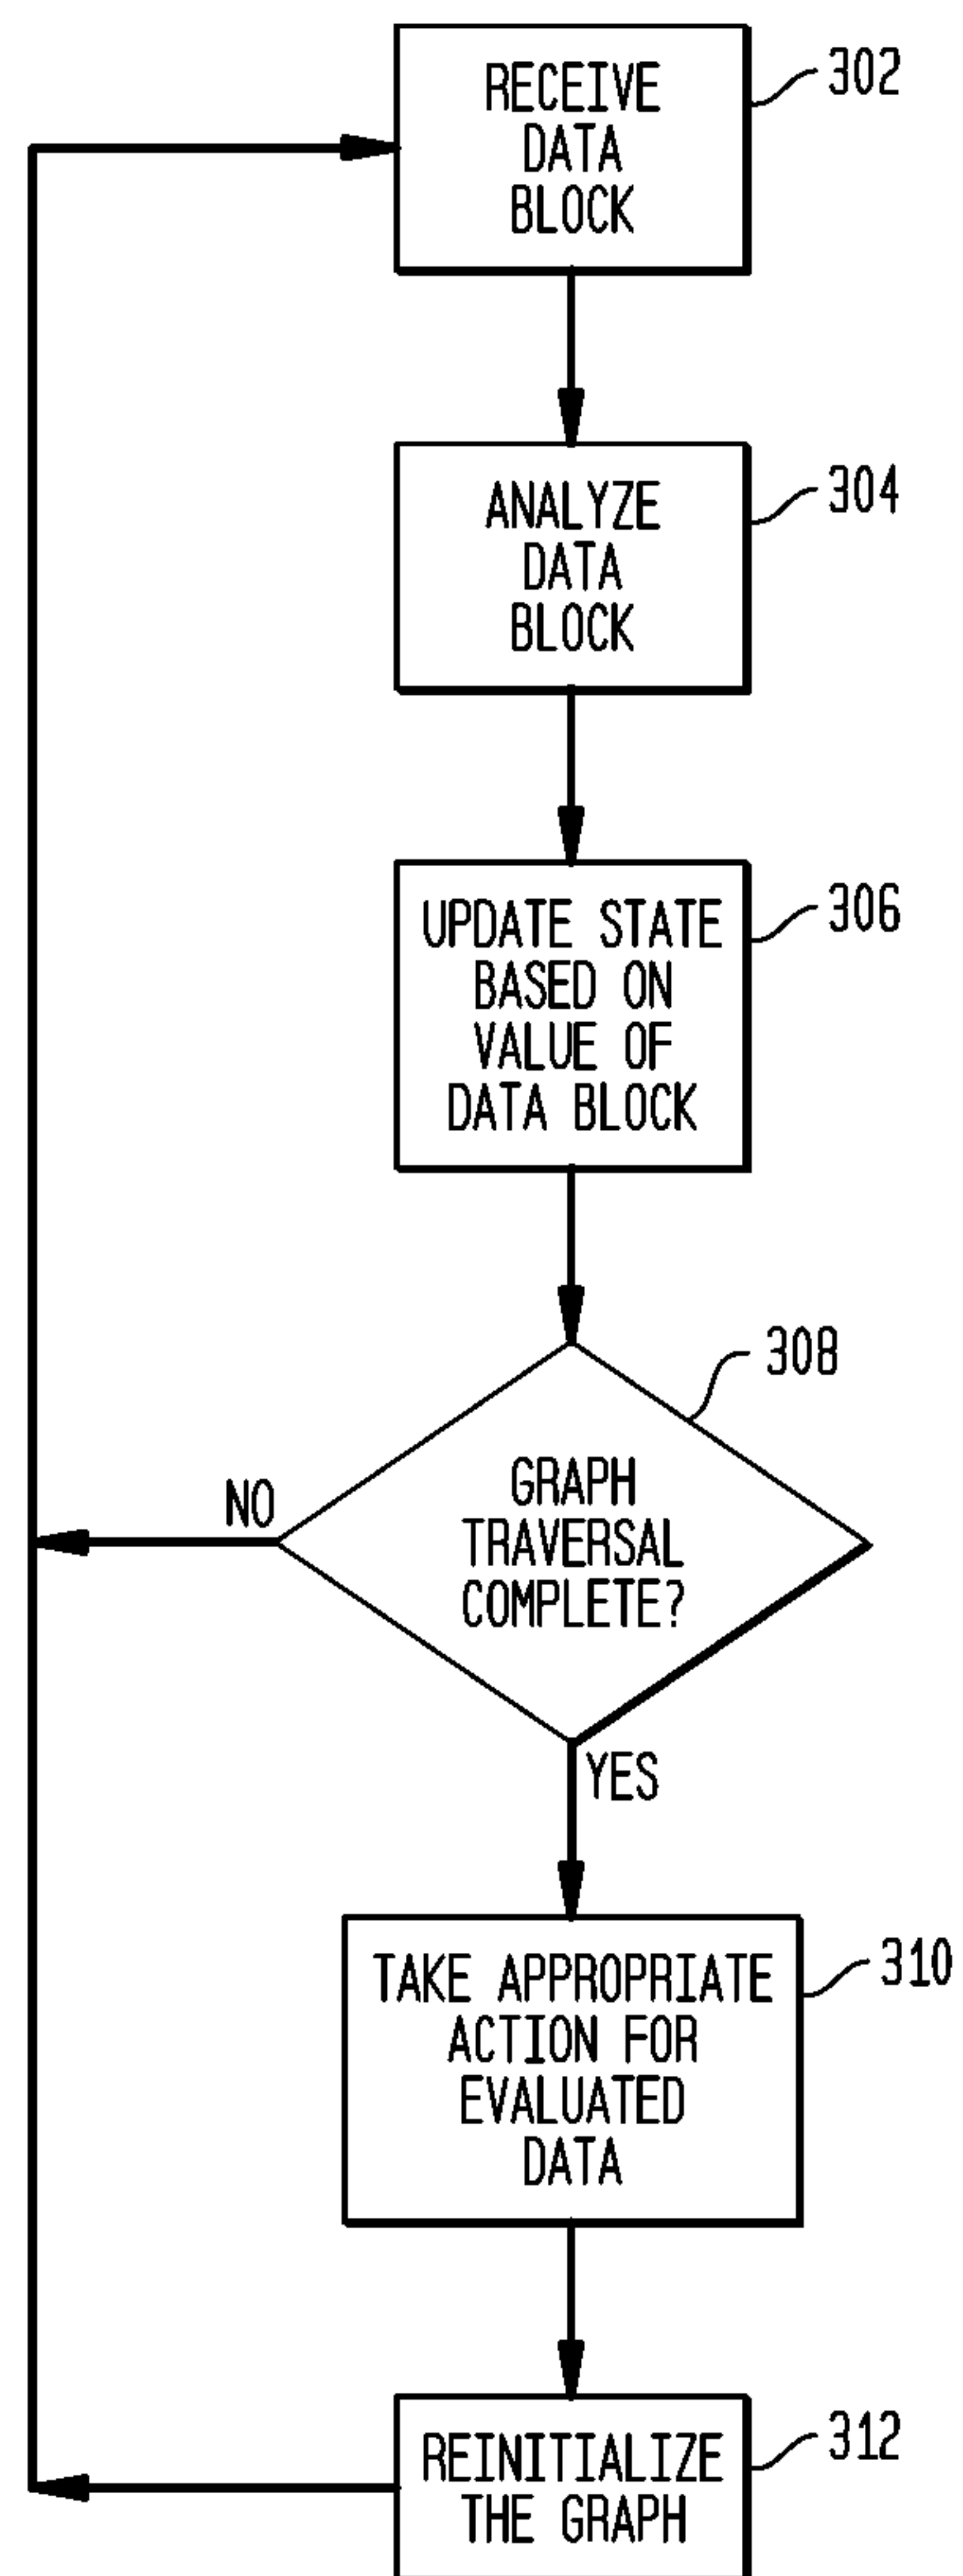 RECEIVE
DATA
BLOCK
302
ANALYZE
DATA
BLOCK
304
UPDATE STATE
BASED ON
VALUE OF
DATA BLOCK
306
GRAPH
TRAVERSAL
COMPLETE?
308
NO
YES
TAKE APPROPRIATE
ACTION FOR
EVALUATED
DATA
310
REINITIALIZE
THE GRAPH
312